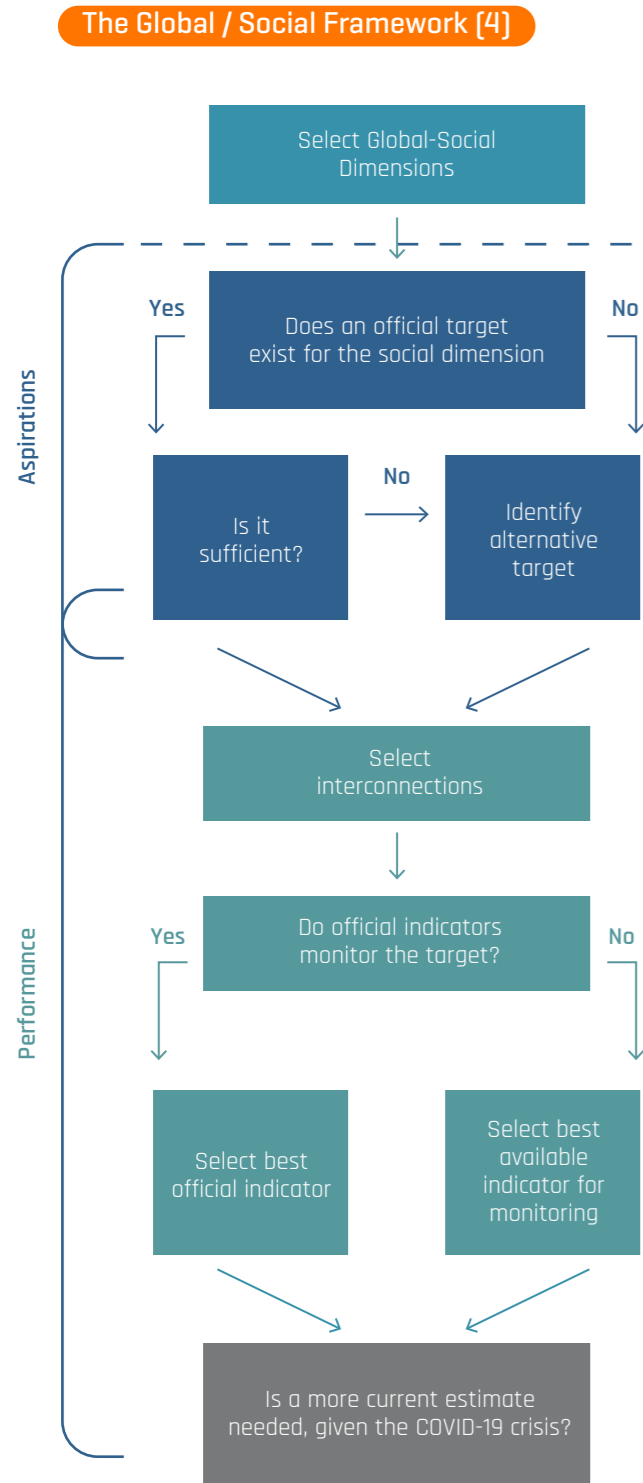 The Global / Social Framework (4)
Select Global-Social
Dimensions
Yes
No
Does an official target
exist for the social dimension
Aspirations
No
Is it
sufficient?
Identify
alternative
target
Select
interconnections
Performance
Yes
No
Do official indicators
monitor the target?
Select best
official indicator
Select best
available
indicator for
monitoring
Is a more current estimate
needed, given the COVID-19 crisis?